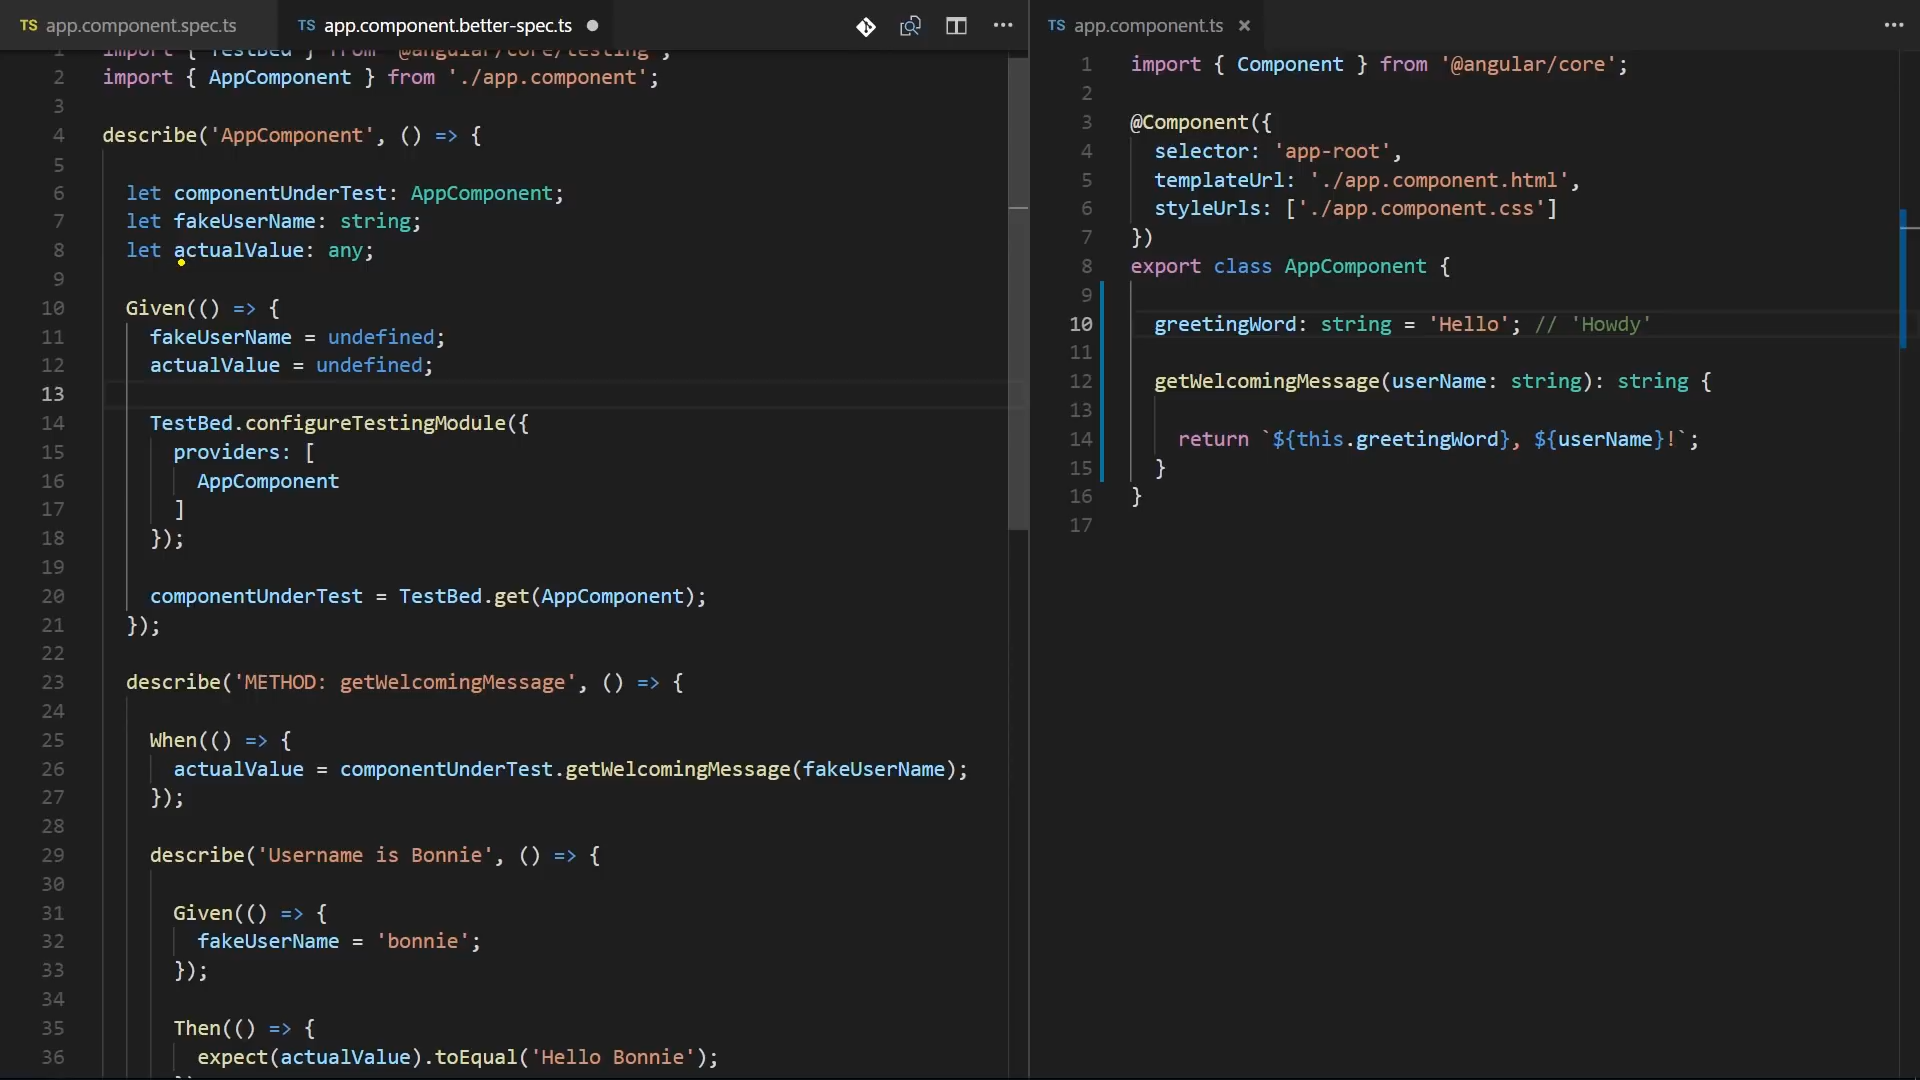 TS app.component.spec.ts
TS app.component.better-spec.ts
1 import { TestBed } from '@angular/core/testing';
2 import { AppComponent } from './app.component';
3
4 describe('AppComponent', () => {
5
6 let componentUnderTest: AppComponent;
7 let fakeUserName: string;
8 let actualValue: any;
9
10 Given(() => {
11 fakeUserName = undefined;
12 actualValue = undefined;
13
14 TestBed.configureTestingModule({
15 providers: [
16 AppComponent
17 ]
18 });
19
20 componentUnderTest = TestBed.get(AppComponent);
21 });
22
23 describe('METHOD: getWelcomingMessage', () => {
24
25 When(() => {
26 actualValue = componentUnderTest.getWelcomingMessage(fakeUserName);
27 });
28
29 describe('Username is Bonnie', () => {
30
31 Given(() => {
32 fakeUserName = 'bonnie';
33 });
34
35 Then(() => {
36 expect(actualValue).toEqual('Hello Bonnie');
TS app.component.ts
1 import { Component } from '@angular/core';
2
3 @Component({
4 selector: 'app-root',
5 templateUrl: './app.component.html',
6 styleUrls: ['./app.component.css']
7 })
8 export class AppComponent {
9
10 greetingWord: string = 'Hello'; // 'Howdy'
11
12 getWelcomingMessage(userName: string): string {
13
14 return `${this.greetingWord}, ${userName}!`;
15 }
16 }
17